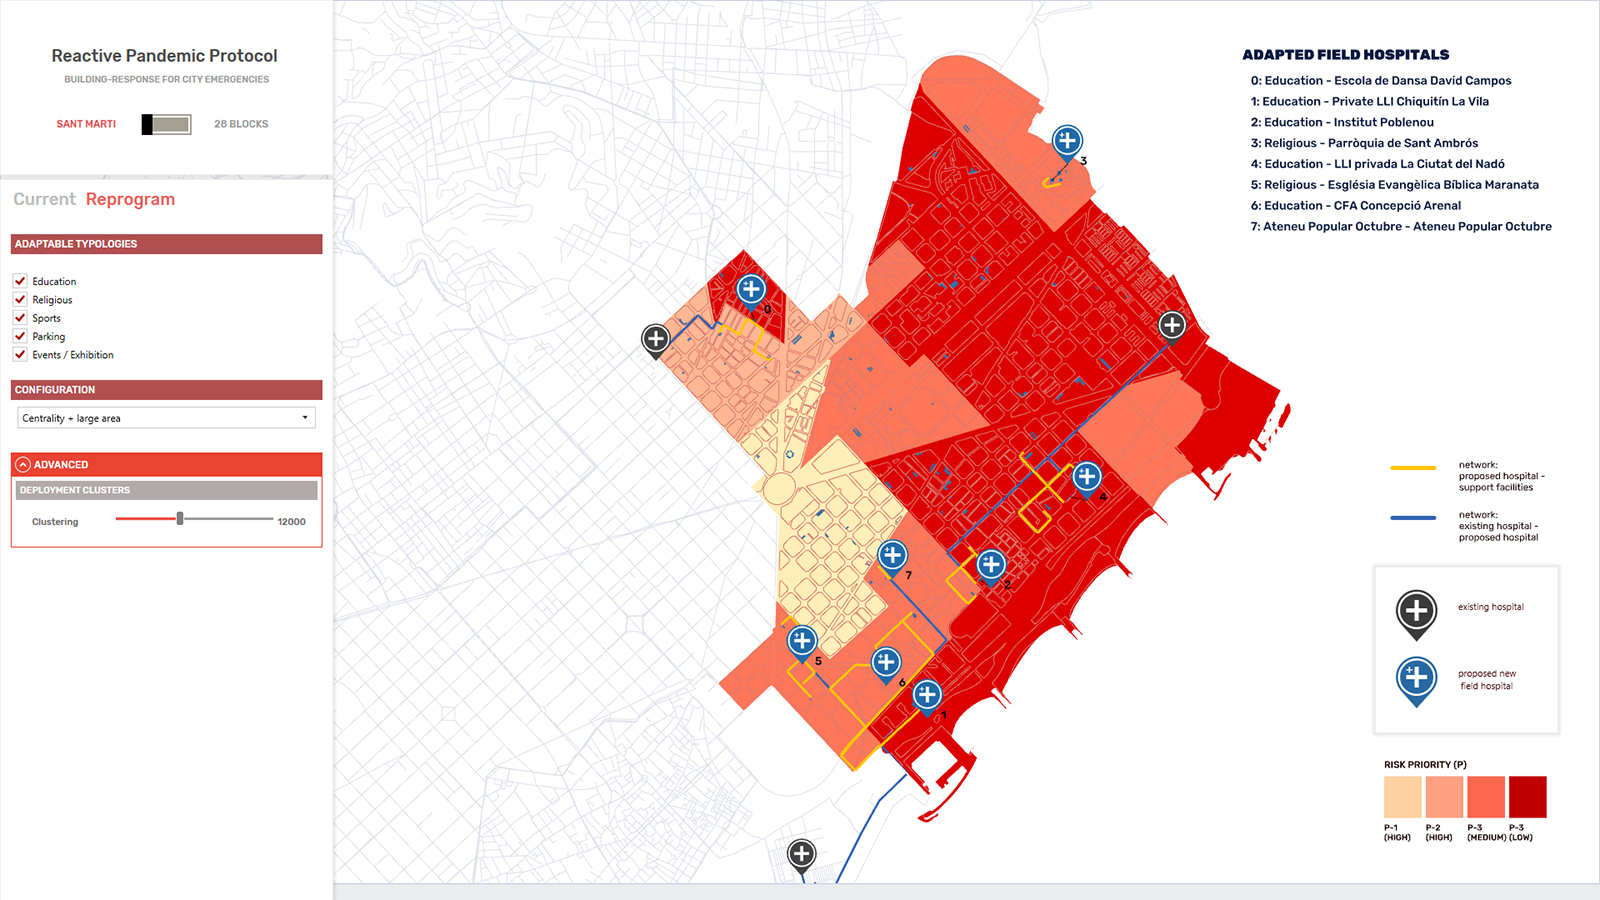 Reactive Pandemic Protocol
BUILDING-RESPONSE FOR CITY EMERGENCIES
SANT MARTI
28 BLOCKS
Current Reprogram
ADAPTABLE TYPOLOGIES
Education
Religious
Sports
Parking
Events / Exhibition
CONFIGURATION
Centrality + large area
ADVANCED
DEPLOYMENT CLUSTERS
Clustering
12000
3
0
4
7
2
5
6
1
ADAPTED FIELD HOSPITALS
0: Education - Escola de Dansa David Campos
1: Education - Private LLI Chiquitín La Vila
2: Education - Institut Poblenou
3: Religious - Parròquia de Sant Ambrós
4: Education - LLI privada La Ciutat del Nadó
5: Religious - Església Evangèlica Bíblica Maranata
6: Education - CFA Concepció Arenal
7: Ateneu Popular Octubre - Ateneu Popular Octubre
network:
proposed hospital -
support facilities
network:
existing hospital -
proposed hospital
existing hospital
proposed new
field hospital
RISK PRIORITY (P)
P-1
(HIGH)
P-2
(HIGH)
P-3
(MEDIUM)
P-3
(LOW)